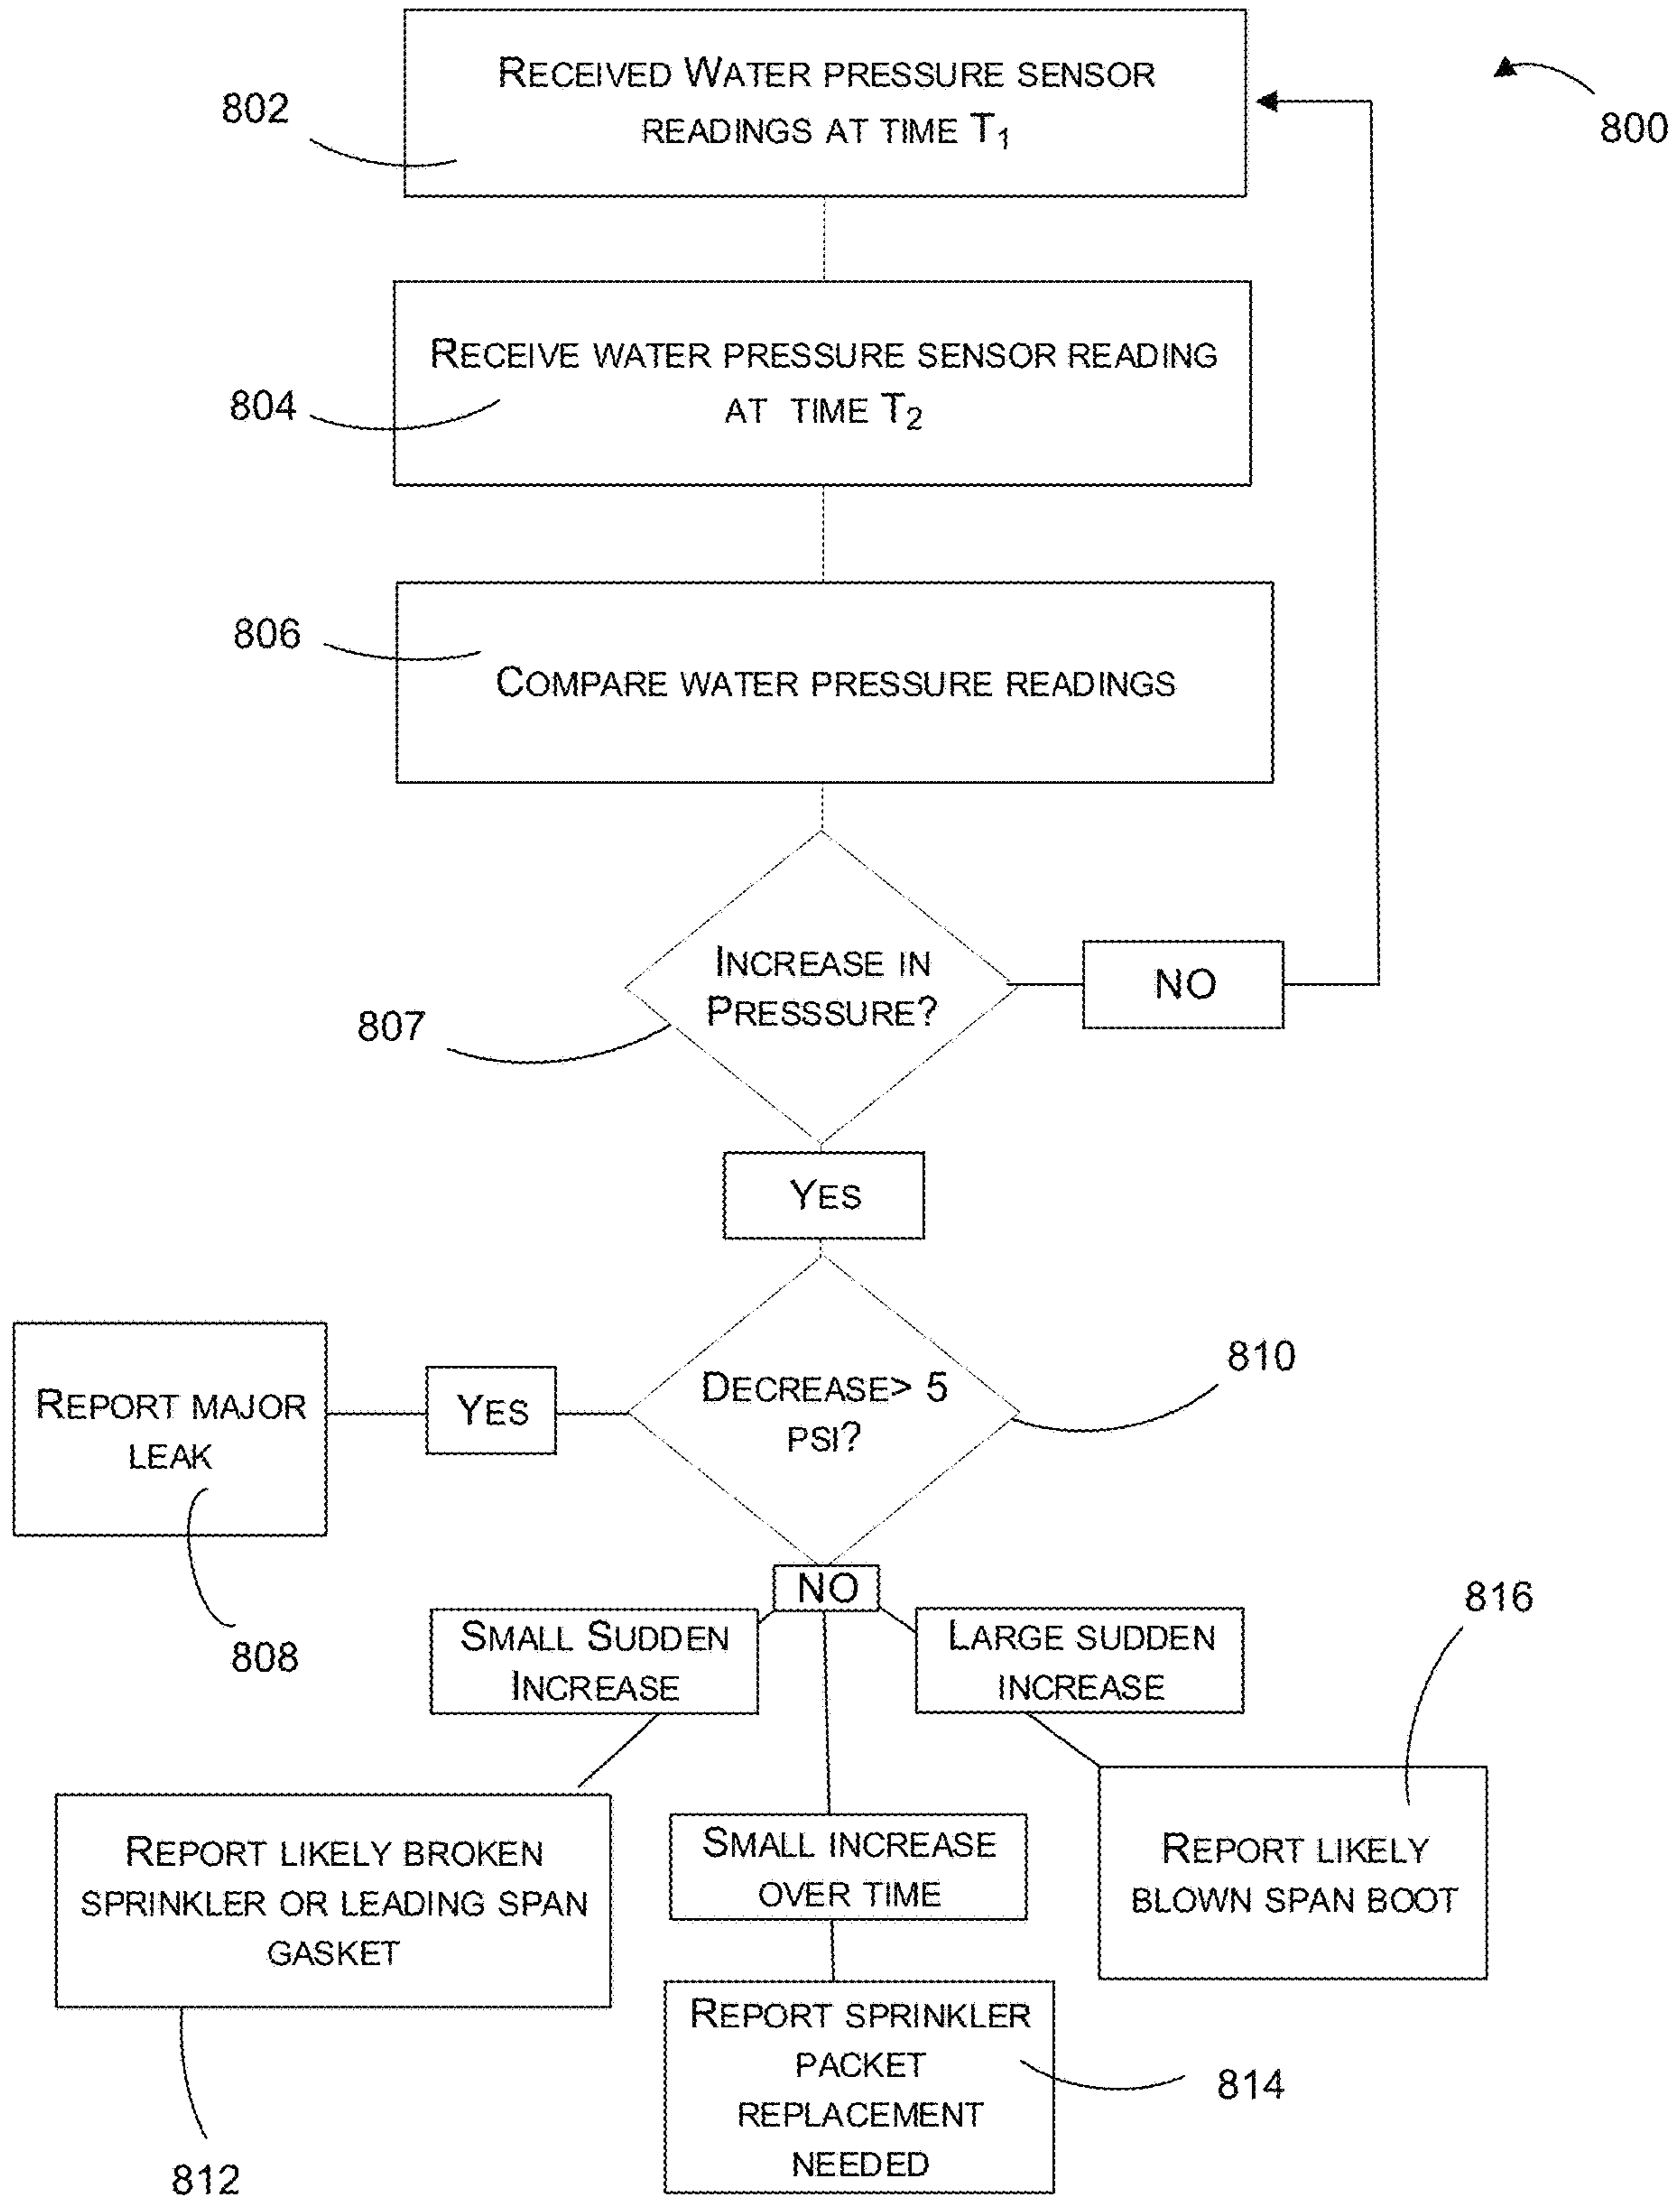 RECEIVED WATER PRESSURE SENSOR
READINGS AT TIME T1
802
800
RECEIVE WATER PRESSURE SENSOR READING
AT TIME T2
804
806
COMPARE WATER PRESSURE READINGS
INCREASE IN
PRESSSURE?
NO
807
YES
810
DECREASE> 5
PSI?
YES
REPORT MAJOR
LEAK
808
NO
SMALL SUDDEN
INCREASE
LARGE SUDDEN
INCREASE
816
REPORT LIKELY BROKEN
SPRINKLER OR LEADING SPAN
GASKET
812
SMALL INCREASE
OVER TIME
REPORT LIKELY
BLOWN SPAN BOOT
REPORT SPRINKLER
PACKET
REPLACEMENT
NEEDED
814